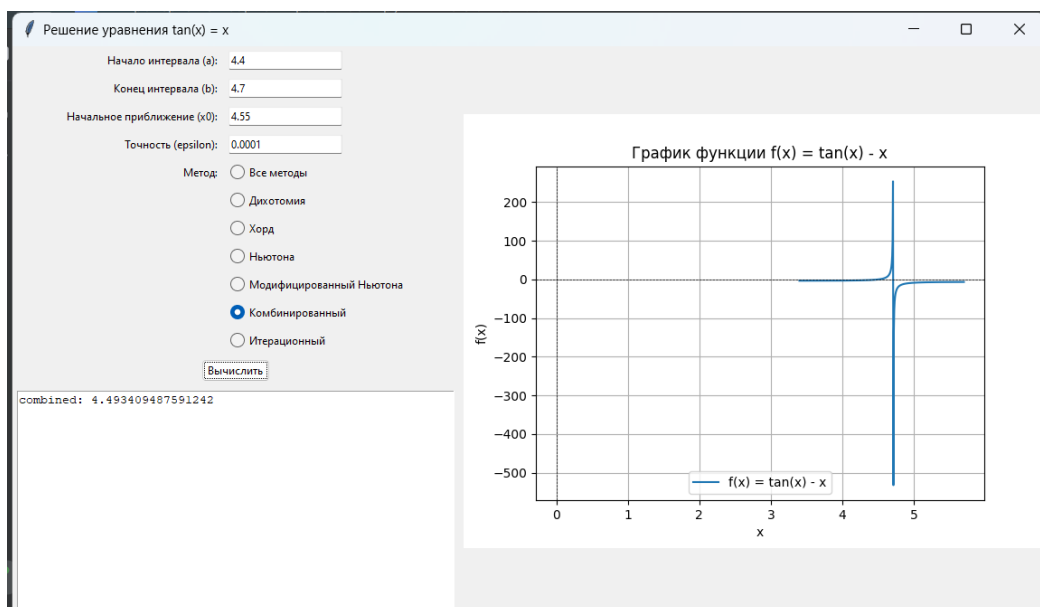 Решение уравнения tan(x) = x
Начало интервала (a): 4.4
Конец интервала (b): 4.7
Начальное приближение (x0): 4.55
Точность (epsilon): 0.0001
Метод: Все методы
Дихотомия
Хорд
Ньютона
Модифицированный Ньютона
Комбинированный
Итерационный
Вычислить
combined: 4.493409487591242
График функции f(x) = tan(x) - x
200
100
0
−100
−200
−300
−400
−500
f(x)
f(x) = tan(x) - x
0 1 2 3 4 5
x